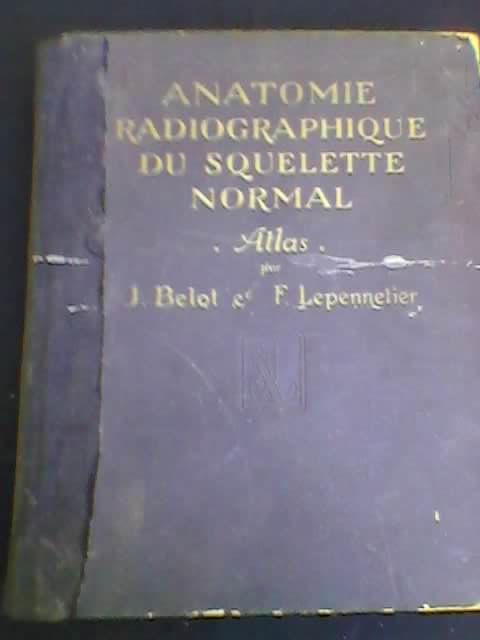 ANATOMIE
RADIOGRAPHIQUE
DU SQUELETTE
NORMAL
. Atlas .
par
J. Belot et F. Lepennetier